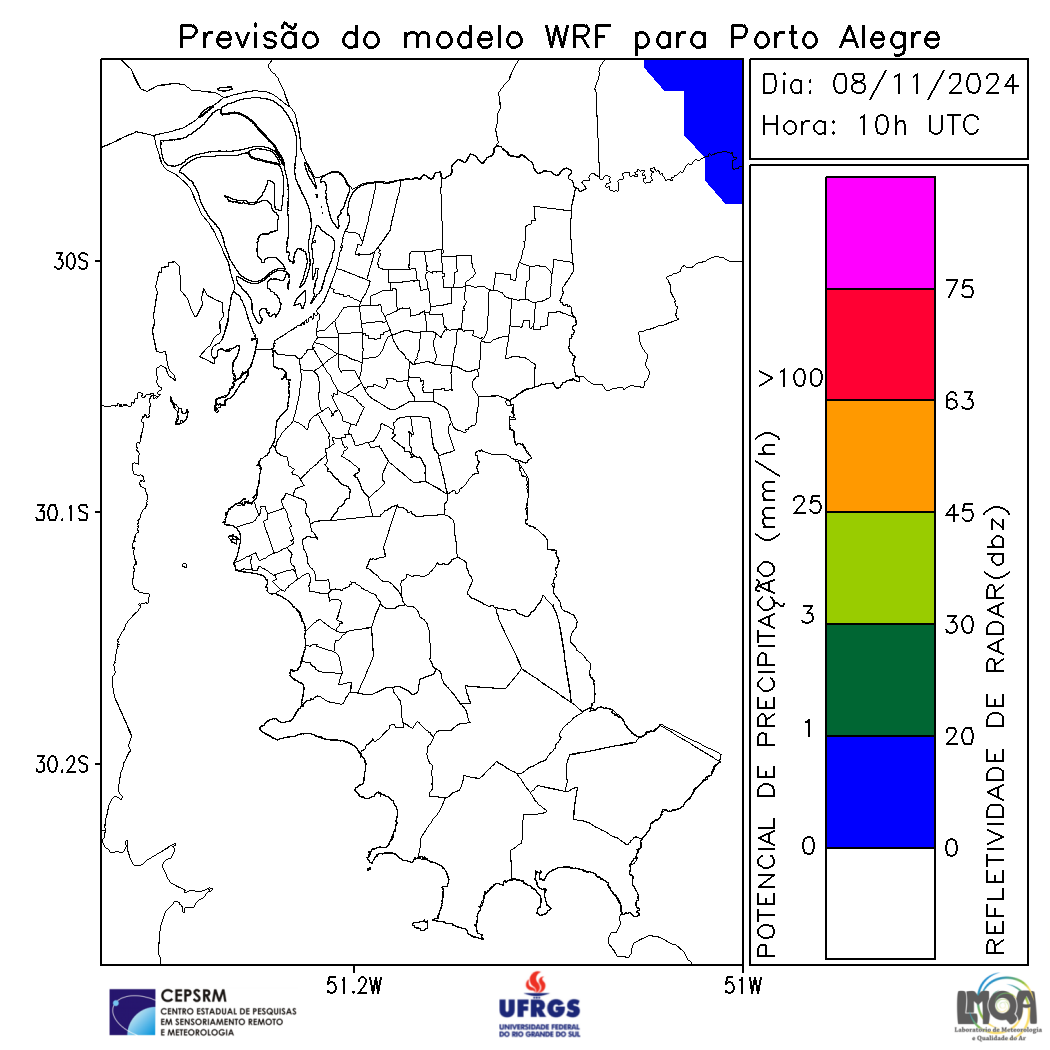 Previsão do modelo WRF para Porto Alegre
Dia: 08/11/2024
Hora: 10h UTC
30S
30.1S
30.2S
51.2W
51W
POTENCIAL DE PRECIPITAÇÃO (mm/h)
>100
25
3
1
0
75
63
45
30
20
0
REFLETIVIDADE DE RADAR(dbz)
CEPSRM
CENTRO ESTADUAL DE PESQUISAS
EM SENSORIAMENTO REMOTO
E METEOROLOGIA
UFRGS
UNIVERSIDADE FEDERAL
DO RIO GRANDE DO SUL
LMQA
Laboratório de Meteorologia
e Qualidade do Ar